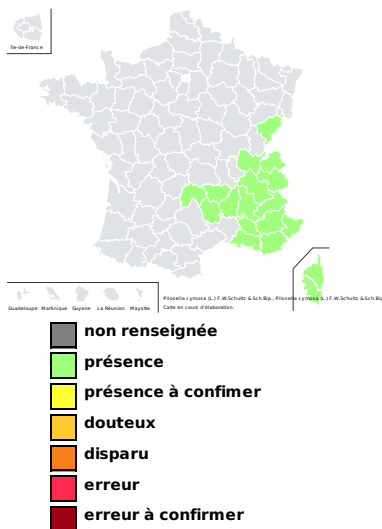 Île-de-France
Guadeloupe Martinique Guyane La Réunion Mayotte
Pilosella cymosa (L.) F.W.Schultz & Sch.Bip., Pilosella cymosa (L.) F.W.Schultz & Sch.Bip
Carte en cours d'élaboration.
non renseignée
présence
présence à confimer
douteux
disparu
erreur
erreur à confirmer